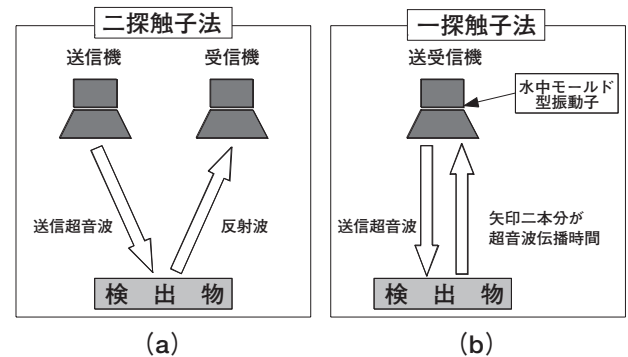 二探触子法
送信機
受信機
送信超音波
反射波
検出物
(a)
一探触子法
送受信機
水中モールド
型振動子
送信超音波
矢印二本分が
超音波伝播時間
検出物
(b)